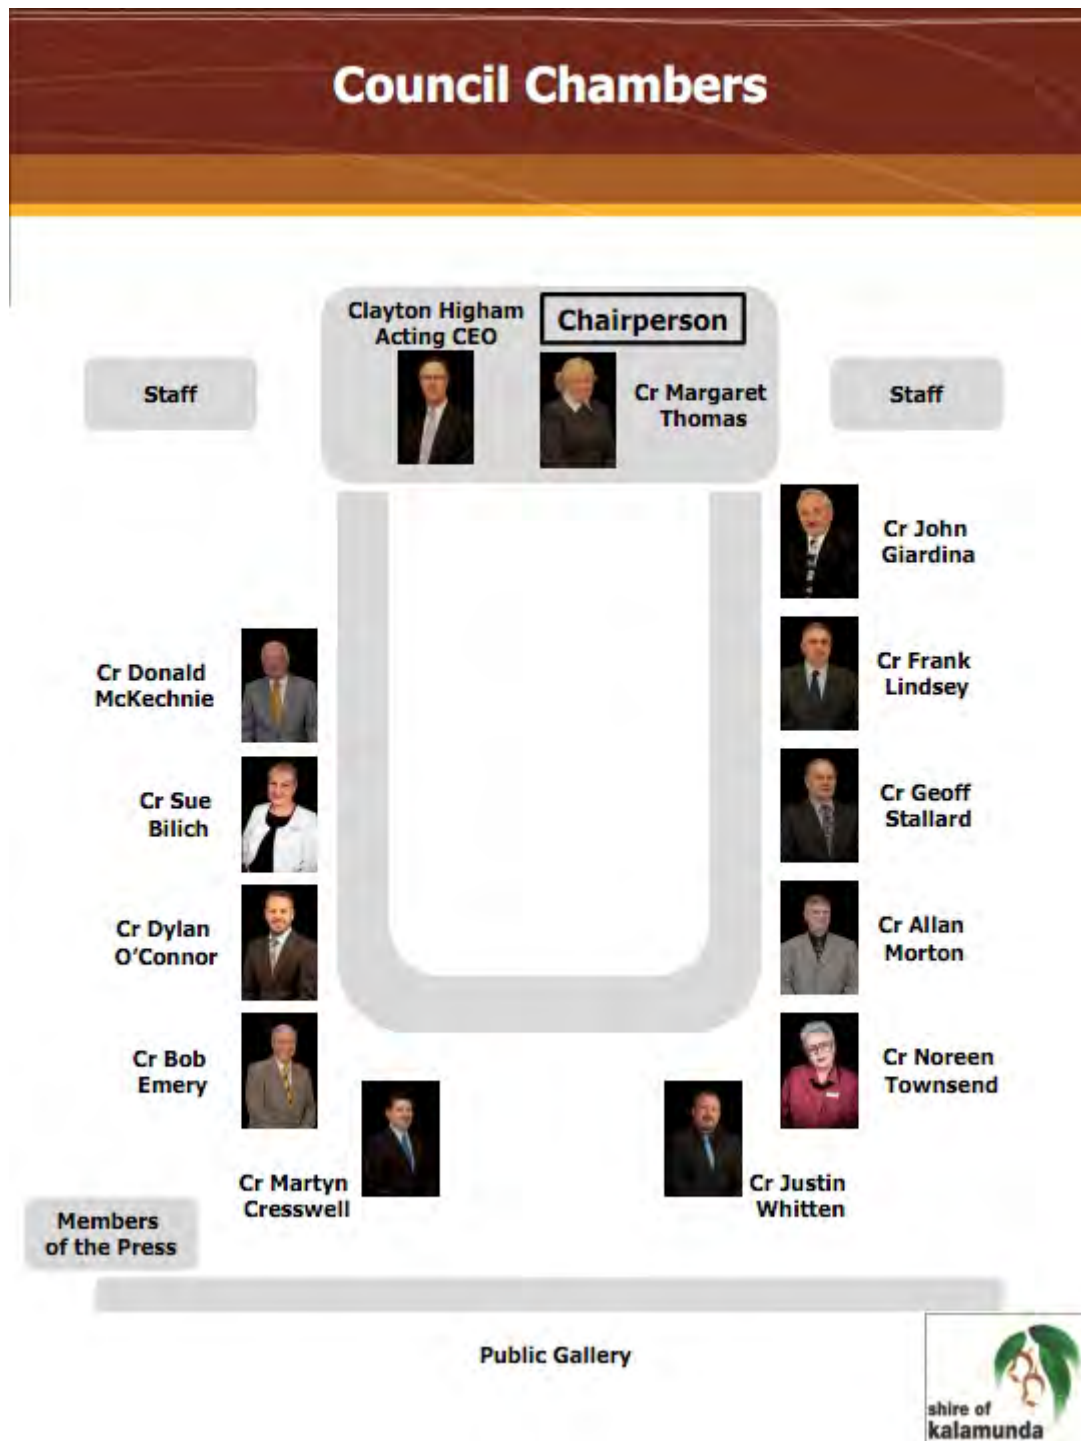 Council Chambers
Clayton Higham
Acting CEO
Chairperson
Cr Margaret
Thomas
Staff
Staff
Cr John
Giardina
Cr Frank
Lindsey
Cr Geoff
Stallard
Cr Allan
Morton
Cr Noreen
Townsend
Cr Donald
McKechnie
Cr Sue
Bilich
Cr Dylan
O’Connor
Cr Bob
Emery
Cr Martyn
Cresswell
Cr Justin
Whitten
Members
of the Press
Public Gallery
shire of
kalamunda